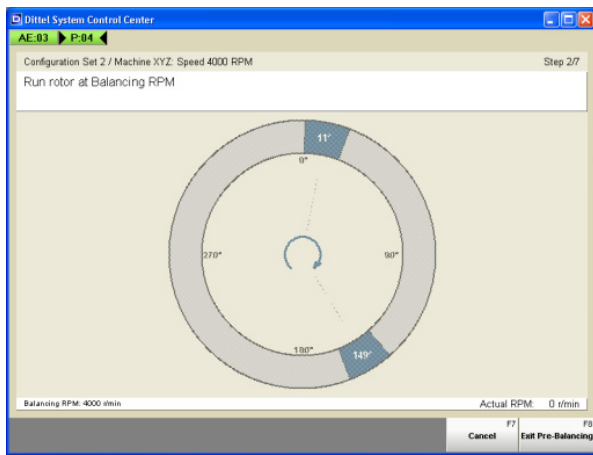 Dittel System Control Center
AE:03 P:04
Configuration Set 2 / Machine XYZ: Speed 4000 RPM Step 2/7
Run rotor at Balancing RPM
11°
0°
270° 90°
180°
149°
Balancing RPM: 4000 r/min Actual RPM: 0 r/min
F7 F8
Cancel Exit Pre-Balancing